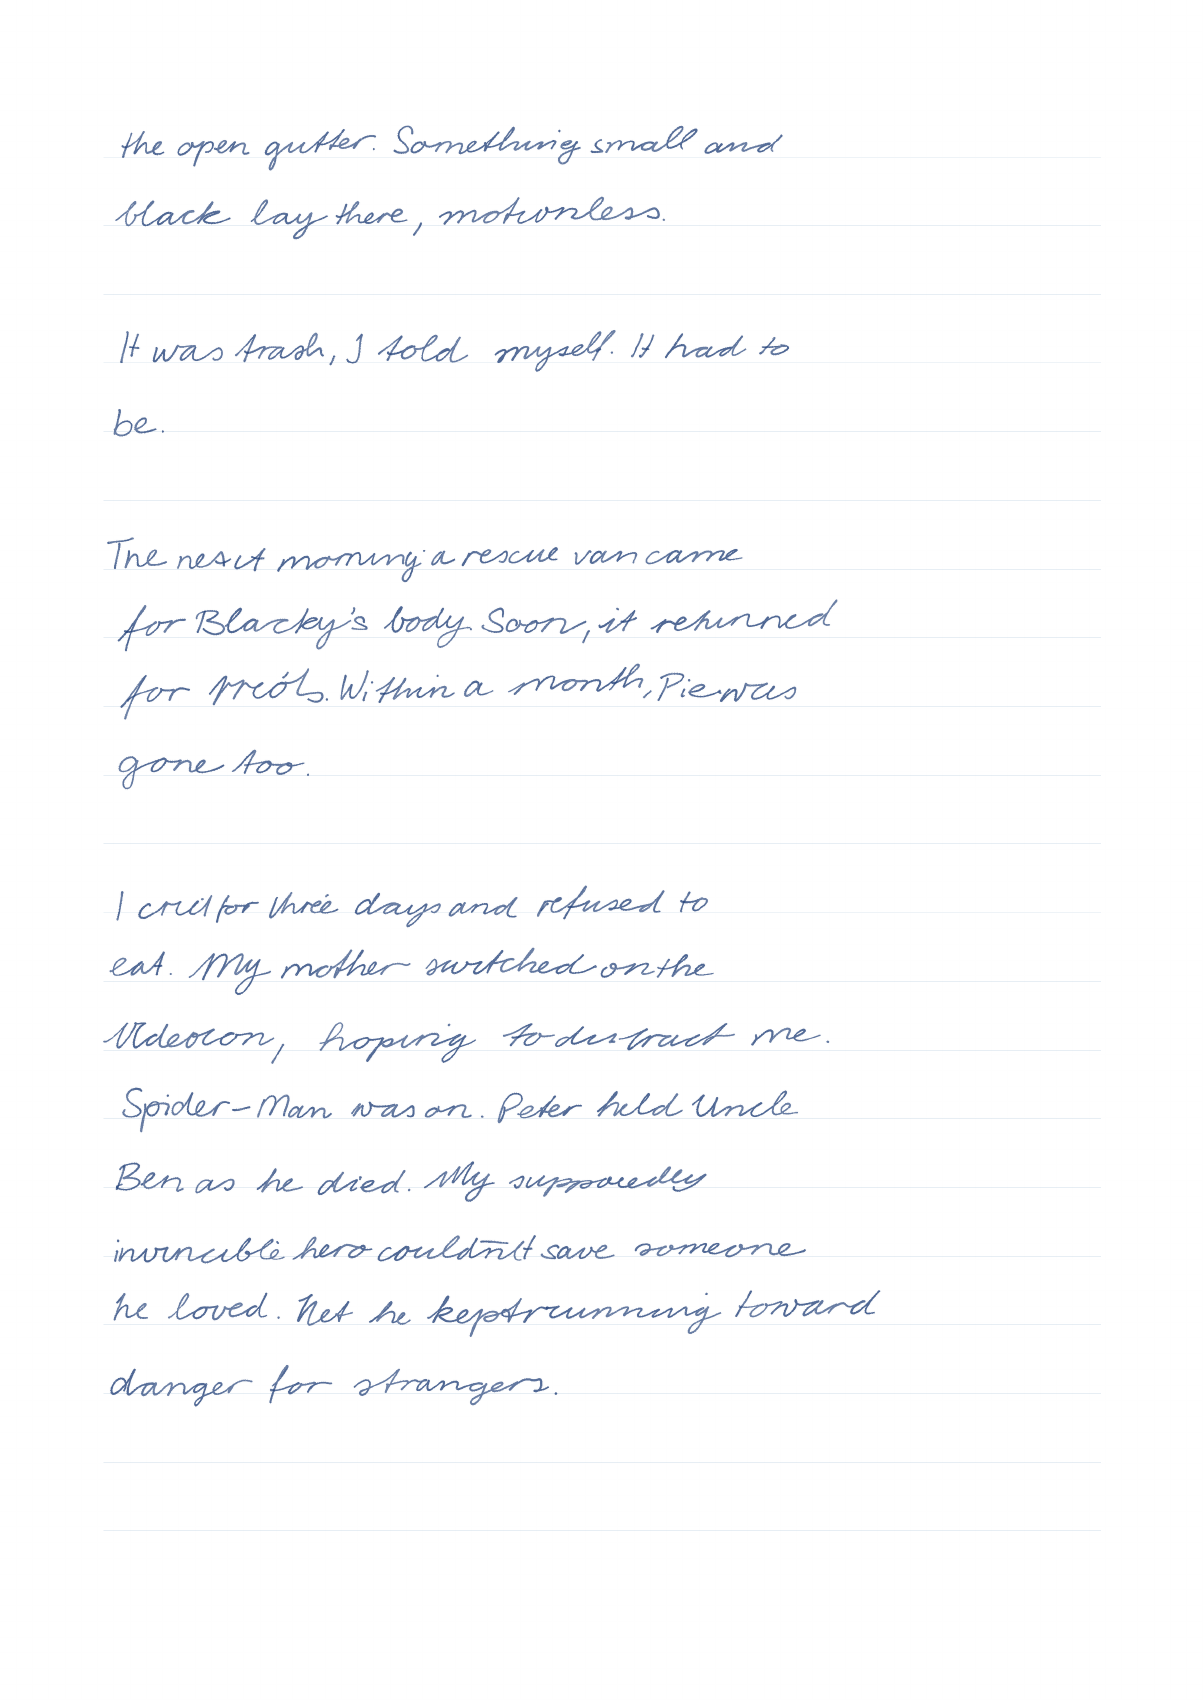 the open gutter. Something small and
black lay there, motionless.
It was trash, I told myself. It had to
be.
The next morning a rescue van came
for Blacky's body. Soon, it returned
for. Within a month, Pie was
gone too.
I cried for three days and refused to
eat. My mother switched on the
Videocon, hoping to distract me.
Spider-Man was on. Peter held Uncle
Ben as he died. My supposedly
invincible hero couldn't save someone
he loved. Yet he kept running toward
danger for strangers.